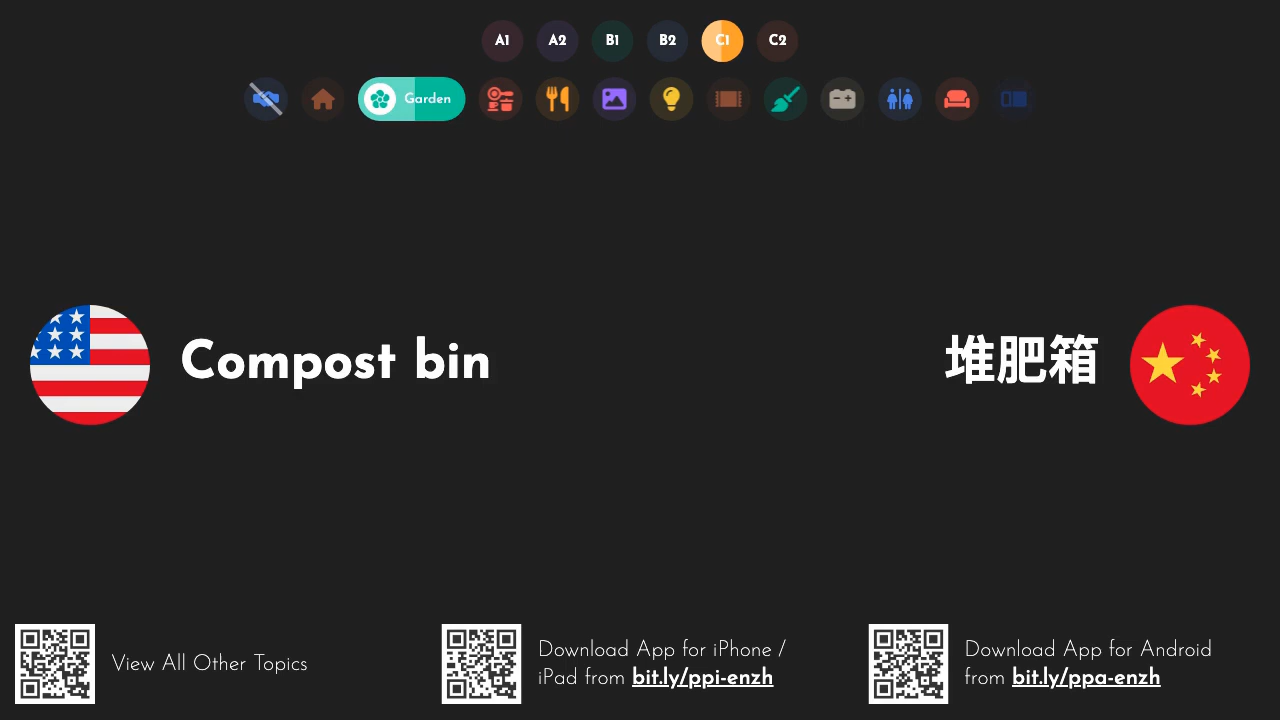 A1 A2 B1 B2 C1 C2
Garden
Compost bin
堆肥箱
View All Other Topics
Download App for iPhone /
iPad from bit.ly/ppi-enzh
Download App for Android
from bit.ly/ppa-enzh